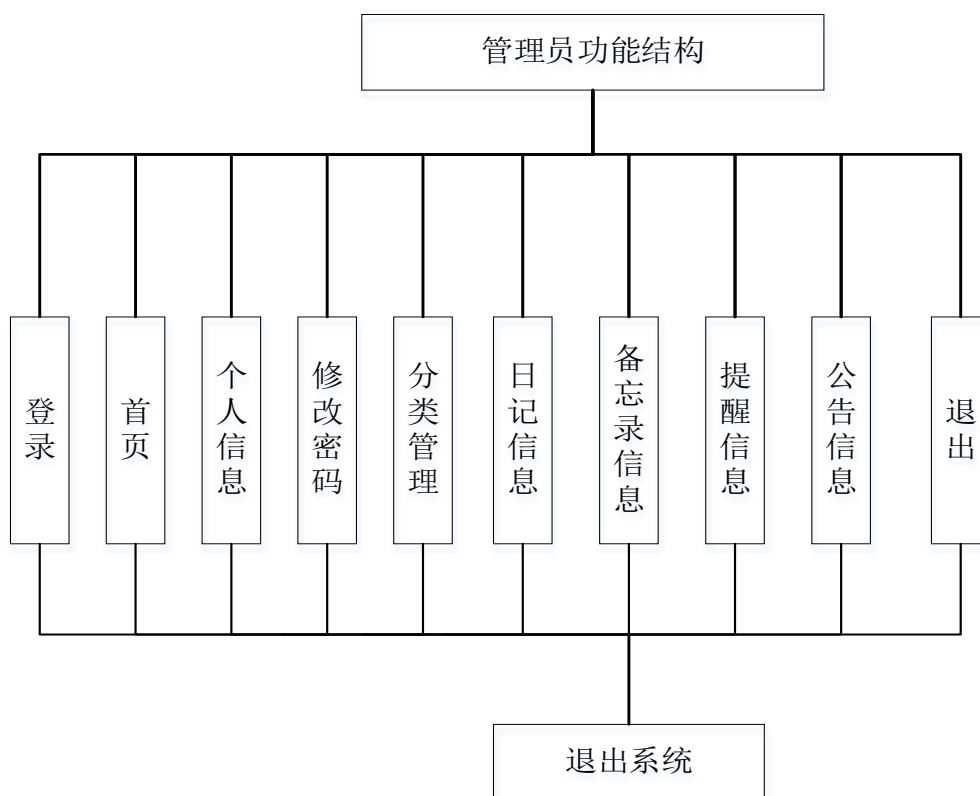 管理员功能结构
登录
首页
个人信息
修改密码
分类管理
日记信息
备忘录信息
提醒信息
公告信息
退出
退出系统